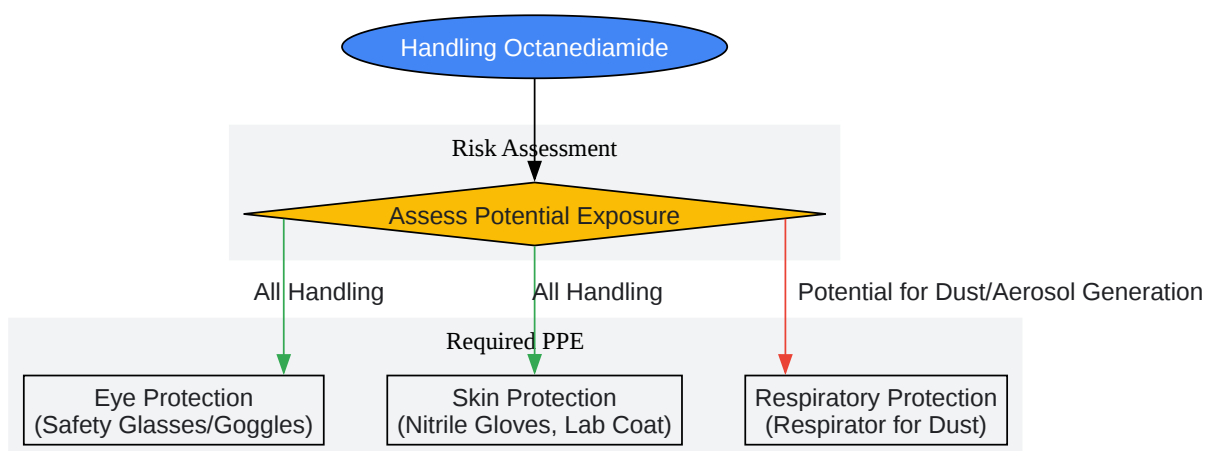 Handling Octanediamide
Risk Assessment
Assess Potential Exposure
All Handling
All Handling
Potential for Dust/Aerosol Generation
Required PPE
Eye Protection
(Safety Glasses/Goggles)
Skin Protection
(Nitrile Gloves, Lab Coat)
Respiratory Protection
(Respirator for Dust)